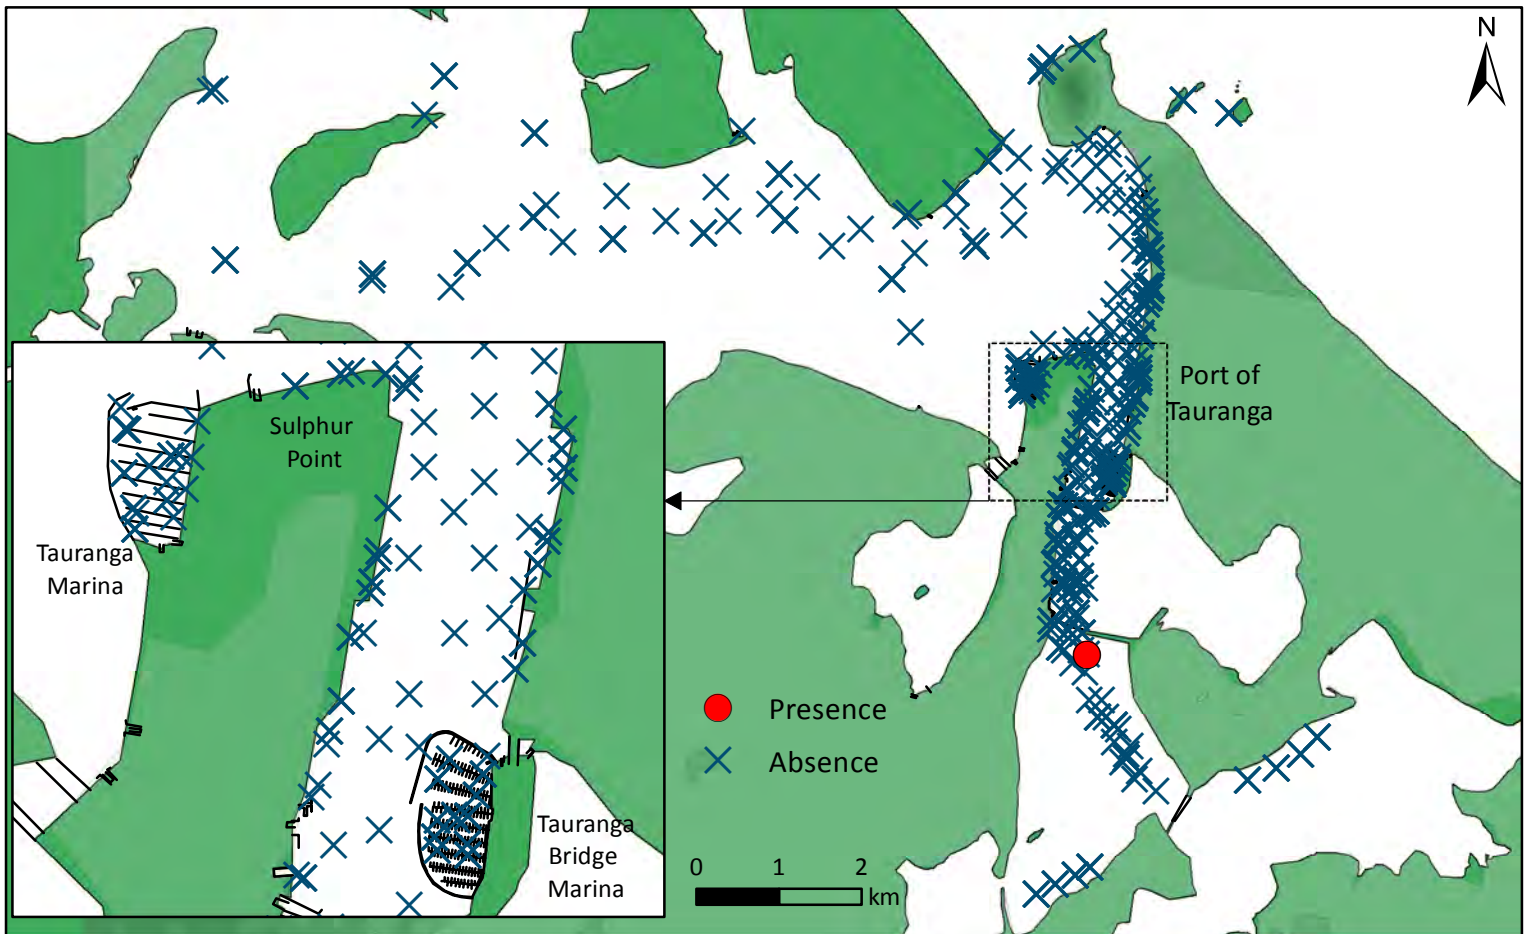 N
Port of
Tauranga
Sulphur
Point
Tauranga
Marina
Presence
Absence
Tauranga
Bridge
Marina
0 1 2
km